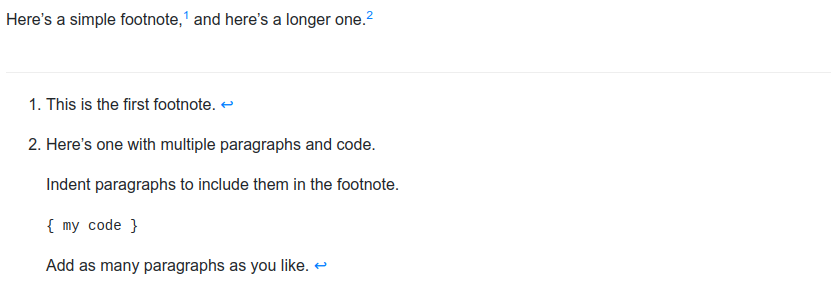 Here’s a simple footnote,¹ and here’s a longer one.²
1. This is the first footnote. ↩
2. Here’s one with multiple paragraphs and code.
Indent paragraphs to include them in the footnote.
{ my code }
Add as many paragraphs as you like. ↩